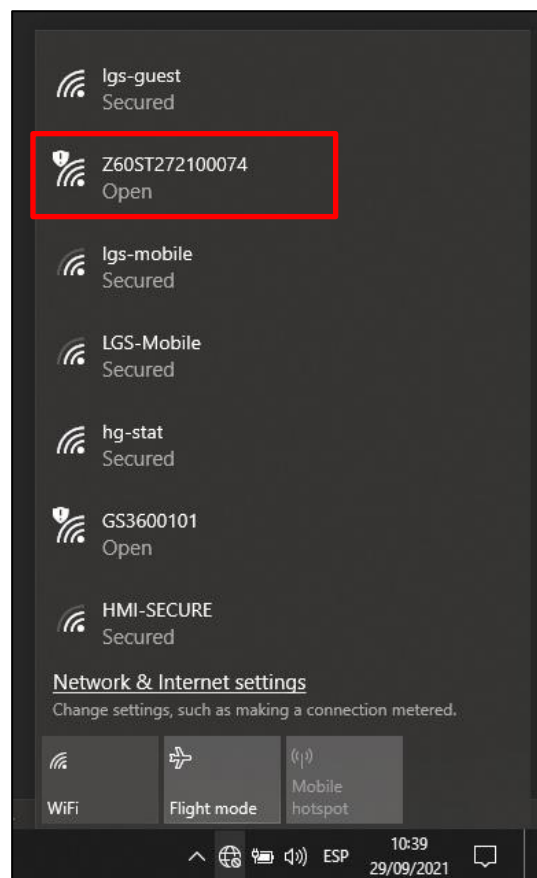 lgs-guest
Secured
Z60ST272100074
Open
lgs-mobile
Secured
LGS-Mobile
Secured
hg-stat
Secured
GS3600101
Open
HMI-SECURE
Secured
Network & Internet settings
Change settings, such as making a connection metered.
WiFi
Flight mode
Mobile
hotspot
ESP
10:39
29/09/2021